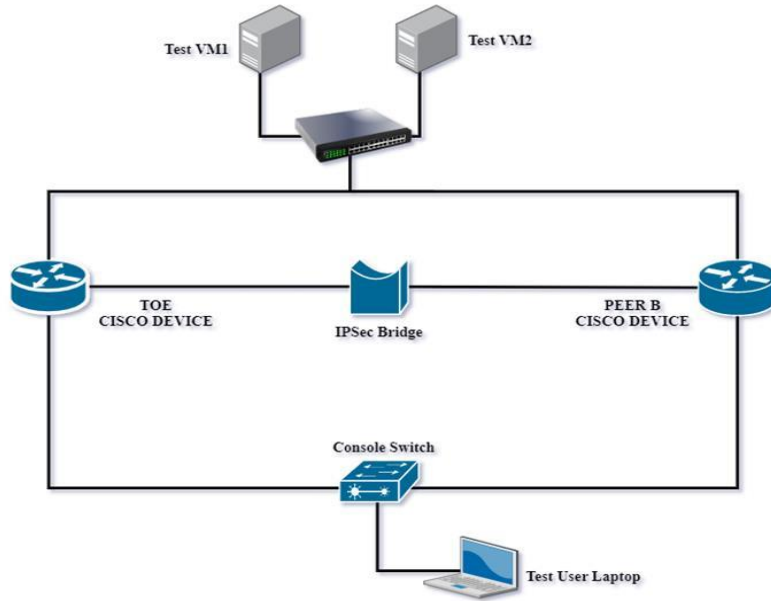 Test VM1
Test VM2
TOE
CISCO DEVICE
IPSec Bridge
PEER B
CISCO DEVICE
Console Switch
Test User Laptop